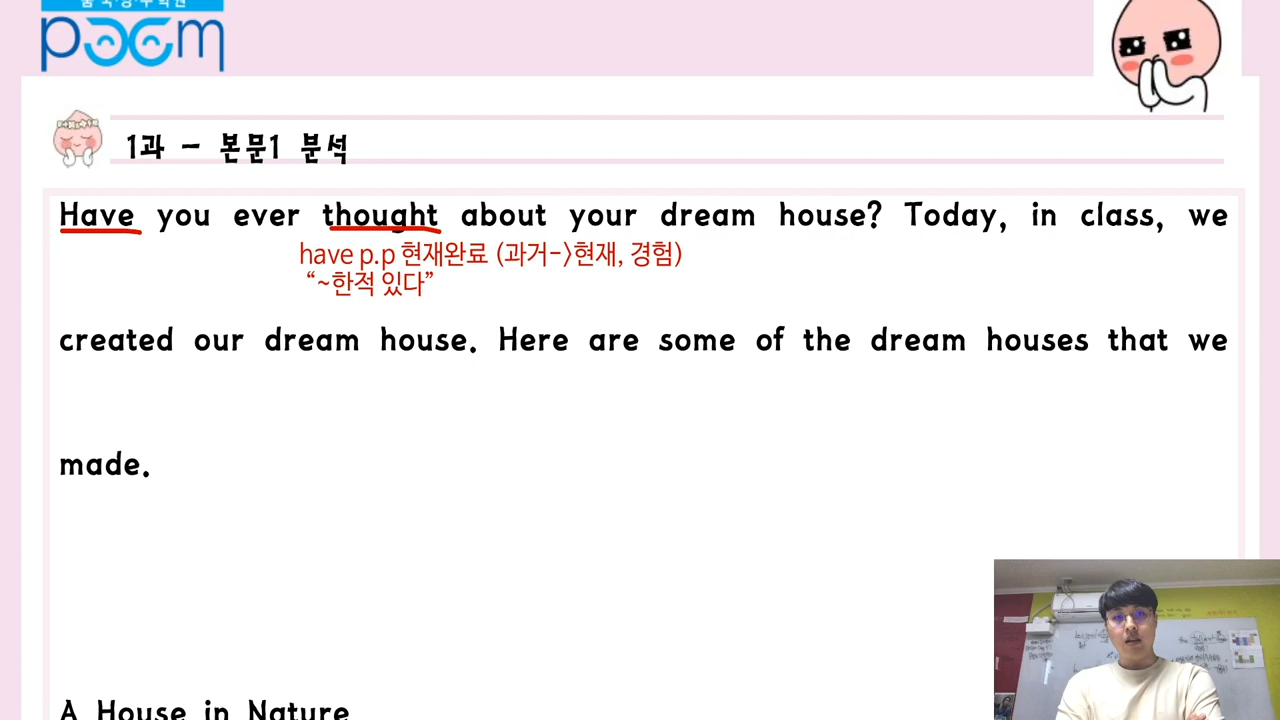 poem
1과 - 본문1 분석
Have you ever thought about your dream house? Today, in class, we
have p.p 현재완료 (과거->현재, 경험)
“~한적 있다”
created our dream house. Here are some of the dream houses that we
made.
A House in Nature